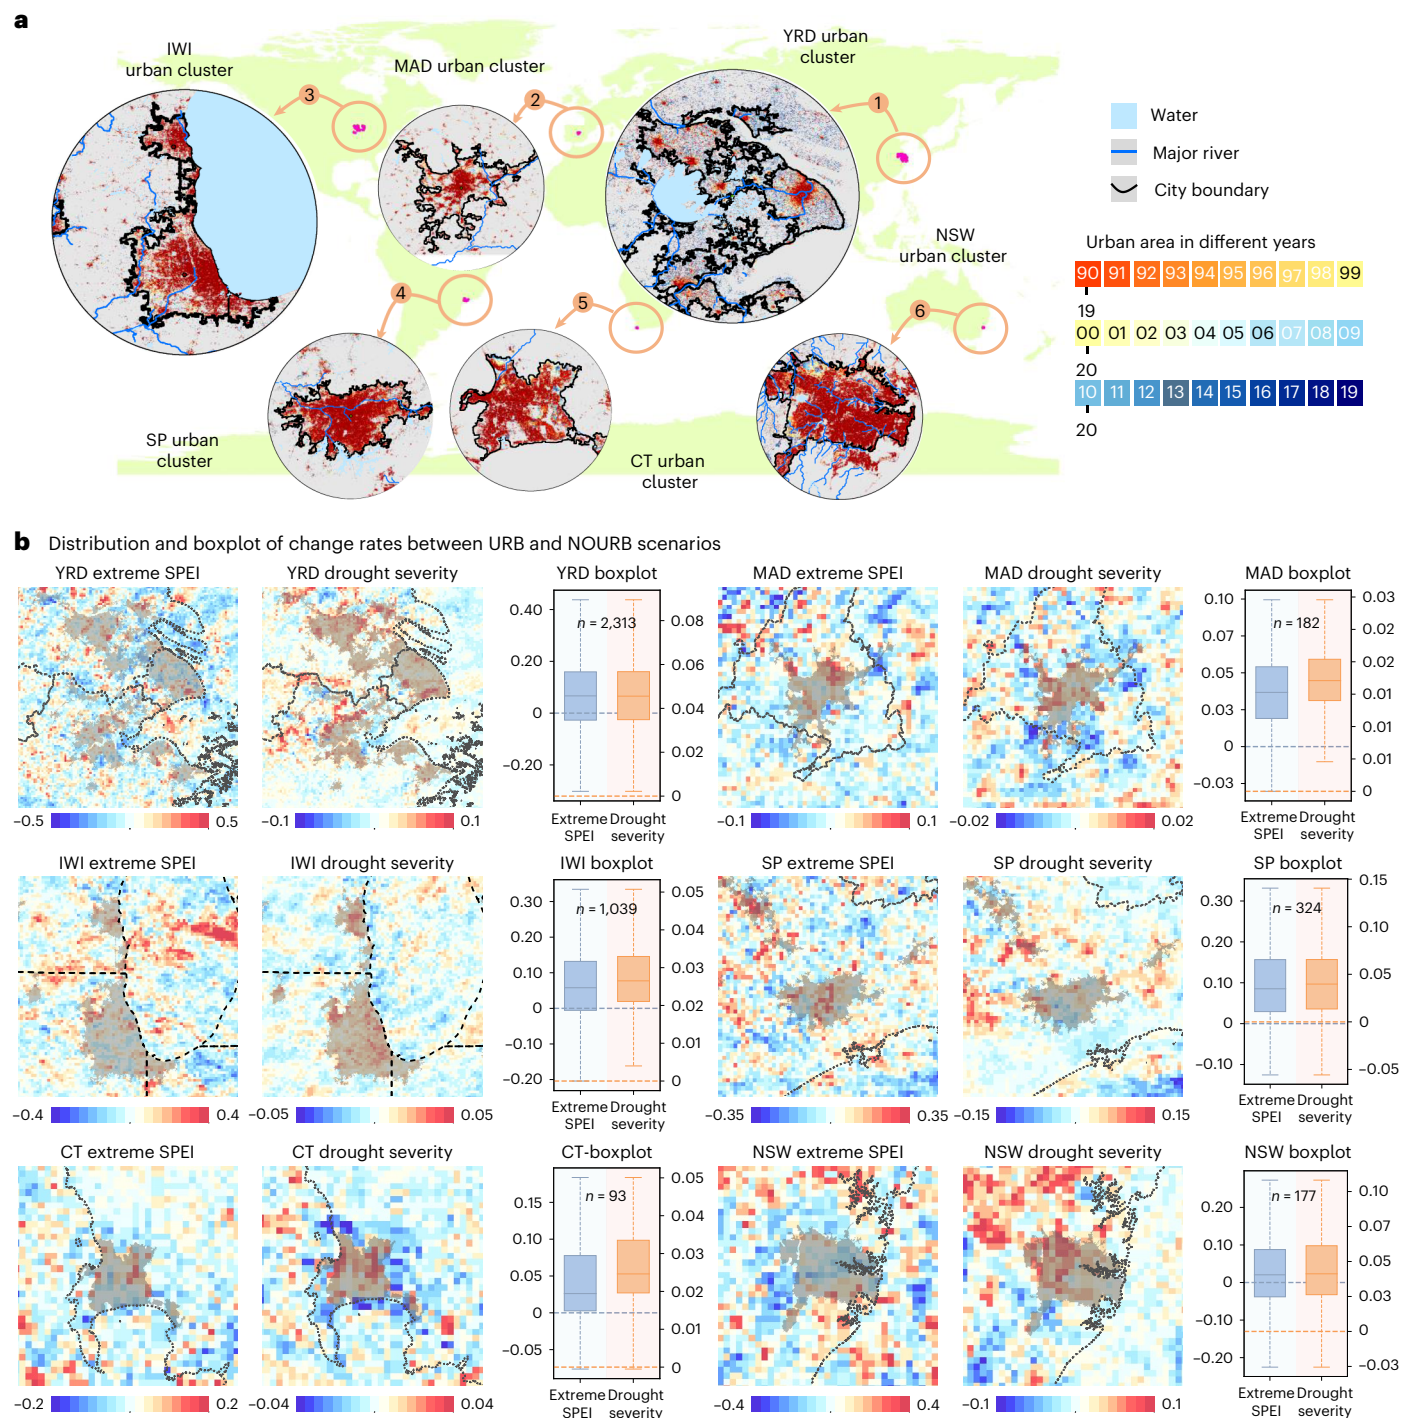 a
IWI
urban cluster
MAD urban cluster
YRD urban
cluster
3
2
1
Water
Major river
City boundary
NSW
urban cluster
4
5
6
Urban area in different years
90 91 92 93 94 95 96 97 98 99
19
00 01 02 03 04 05 06 07 08 09
20
10 11 12 13 14 15 16 17 18 19
20
SP urban
cluster
CT urban
cluster
b Distribution and boxplot of change rates between URB and NOURB scenarios
YRD extreme SPEI
–0.5 0.5
YRD drought severity
–0.1 0.1
YRD boxplot
n = 2,313
0.40
0.20
0
–0.20
0.08
0.06
0.04
0.02
0
Extreme SPEI
Drought severity
MAD extreme SPEI
–0.1 0.1
MAD drought severity
–0.02 0.02
MAD boxplot
n = 182
0.10
0.07
0.05
0.03
0
–0.03
0.03
0.02
0.02
0.01
0.01
0.01
0
Extreme SPEI
Drought severity
IWI extreme SPEI
–0.4 0.4
IWI drought severity
–0.05 0.05
IWI boxplot
n = 1,039
0.30
0.20
0.10
0
–0.10
–0.20
0.05
0.04
0.03
0.02
0.01
0
Extreme SPEI
Drought severity
SP extreme SPEI
–0.35 0.35
SP drought severity
–0.15 0.15
SP boxplot
n = 324
0.30
0.20
0.10
0
–0.10
0.15
0.10
0.05
0
–0.05
Extreme SPEI
Drought severity
CT extreme SPEI
–0.2 0.2
CT drought severity
–0.04 0.04
CT-boxplot
n = 93
0.15
0.10
0.05
0
–0.05
0.05
0.04
0.03
0.02
0.01
0
Extreme SPEI
Drought severity
NSW extreme SPEI
–0.4 0.4
NSW drought severity
–0.1 0.1
NSW boxplot
n = 177
0.20
0.10
0
–0.10
–0.20
0.10
0.07
0.05
0.03
0
–0.03
Extreme SPEI
Drought severity